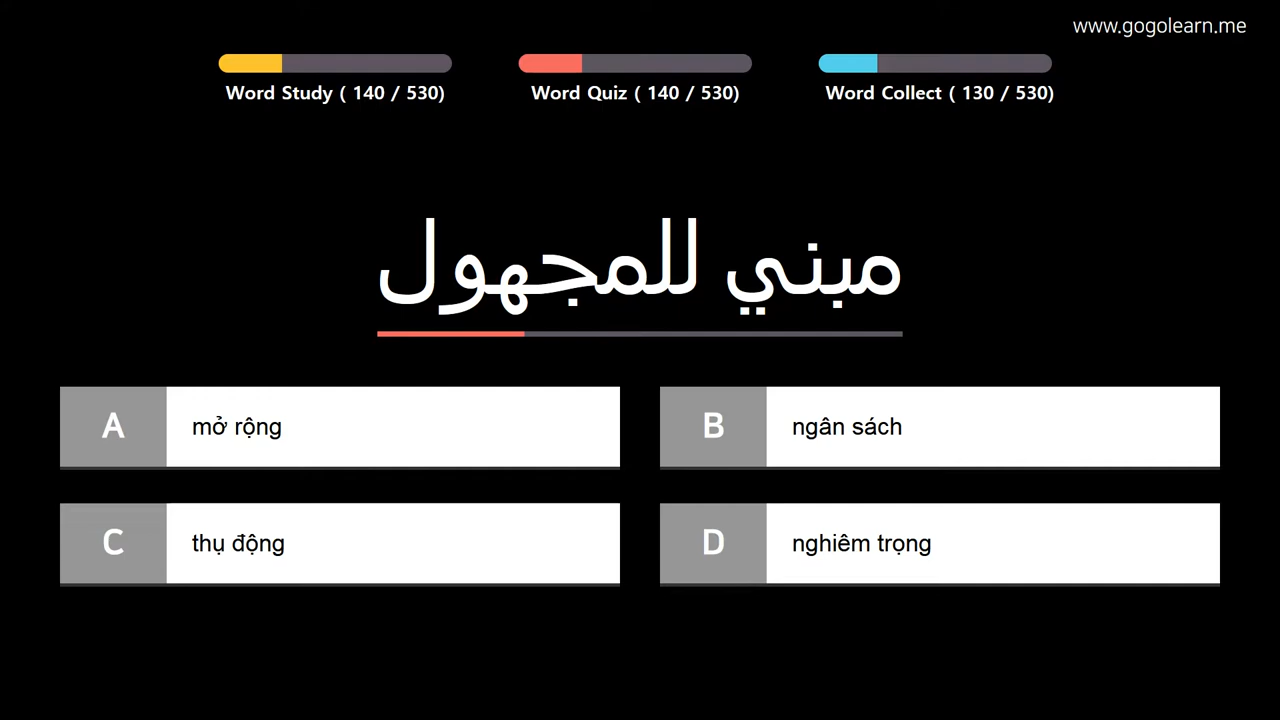 www.gogolearn.me
Word Study ( 140 / 530)
Word Quiz ( 140 / 530)
Word Collect ( 130 / 530)
مبني للمجهول
A mở rộng
B ngân sách
C thụ động
D nghiêm trọng